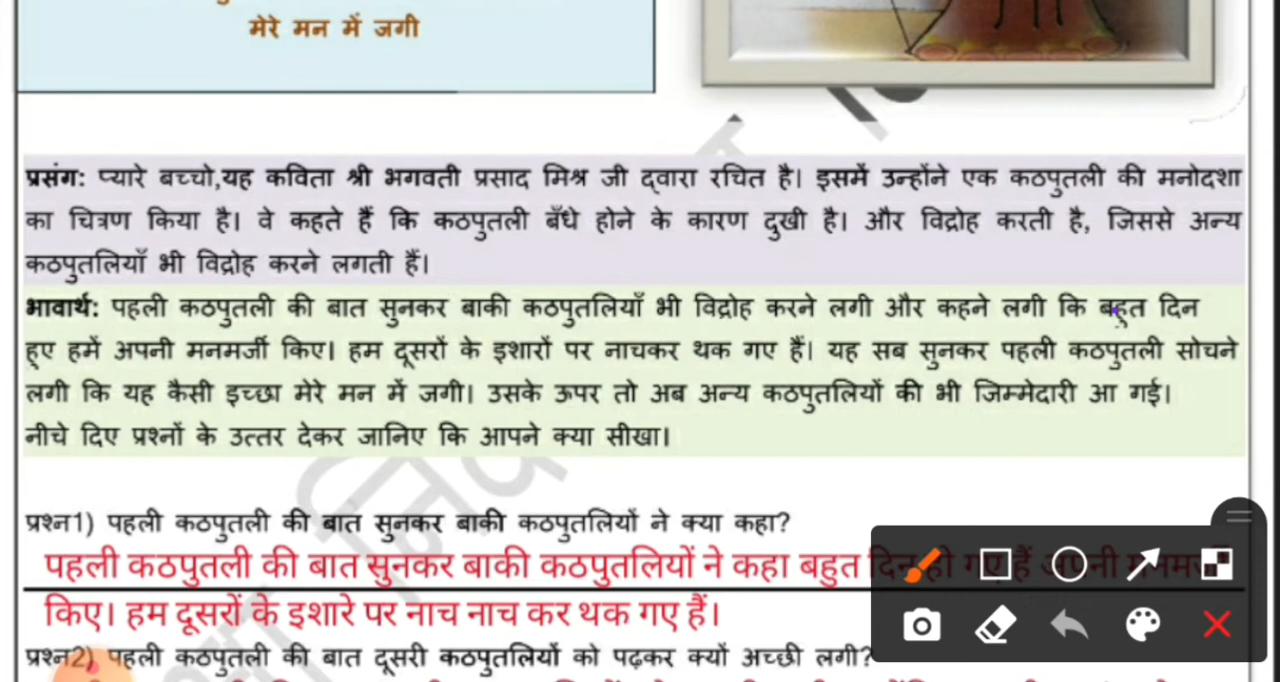 मेरे मन में जगी
प्रसंग: प्यारे बच्चो,यह कविता श्री भगवती प्रसाद मिश्र जी द्वारा रचित है। इसमें उन्होंने एक कठपुतली की मनोदशा
का चित्रण किया है। वे कहते हैं कि कठपुतली बँधे होने के कारण दुखी है। और विद्रोह करती है, जिससे अन्य
कठपुतलियाँ भी विद्रोह करने लगती हैं।
भावार्थ: पहली कठपुतली की बात सुनकर बाकी कठपुतलियाँ भी विद्रोह करने लगी और कहने लगी कि बहुत दिन
हुए हमें अपनी मनमर्जी किए। हम दूसरों के इशारों पर नाचकर थक गए हैं। यह सब सुनकर पहली कठपुतली सोचने
लगी कि यह कैसी इच्छा मेरे मन में जगी। उसके ऊपर तो अब अन्य कठपुतलियों की भी जिम्मेदारी आ गई।
नीचे दिए प्रश्नों के उत्तर देकर जानिए कि आपने क्या सीखा।
प्रश्न1) पहली कठपुतली की बात सुनकर बाकी कठपुतलियों ने क्या कहा?
पहली कठपुतली की बात सुनकर बाकी कठपुतलियों ने कहा बहुत दिन हो गए हैं अपनी
किए। हम दूसरों के इशारे पर नाच नाच कर थक गए हैं।
प्रश्न2) पहली कठपुतली की बात दूसरी कठपुतलियों को पढ़कर क्यों अच्छी लगी?